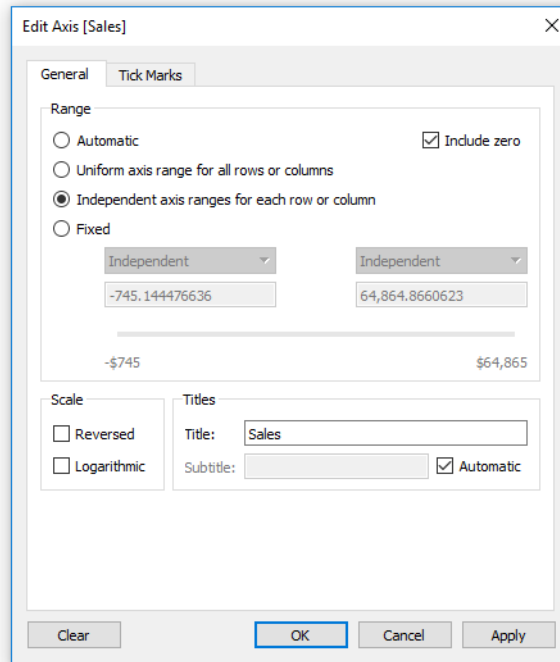 Edit Axis [Sales]
General Tick Marks
Range
Automatic Include zero
Uniform axis range for all rows or columns
Independent axis ranges for each row or column
Fixed
Independent Independent
-745.144476636 64,864.8660623
-$745 $64,865
Scale Titles
Reversed Title: Sales
Logarithmic Subtitle: Automatic
Clear OK Cancel Apply